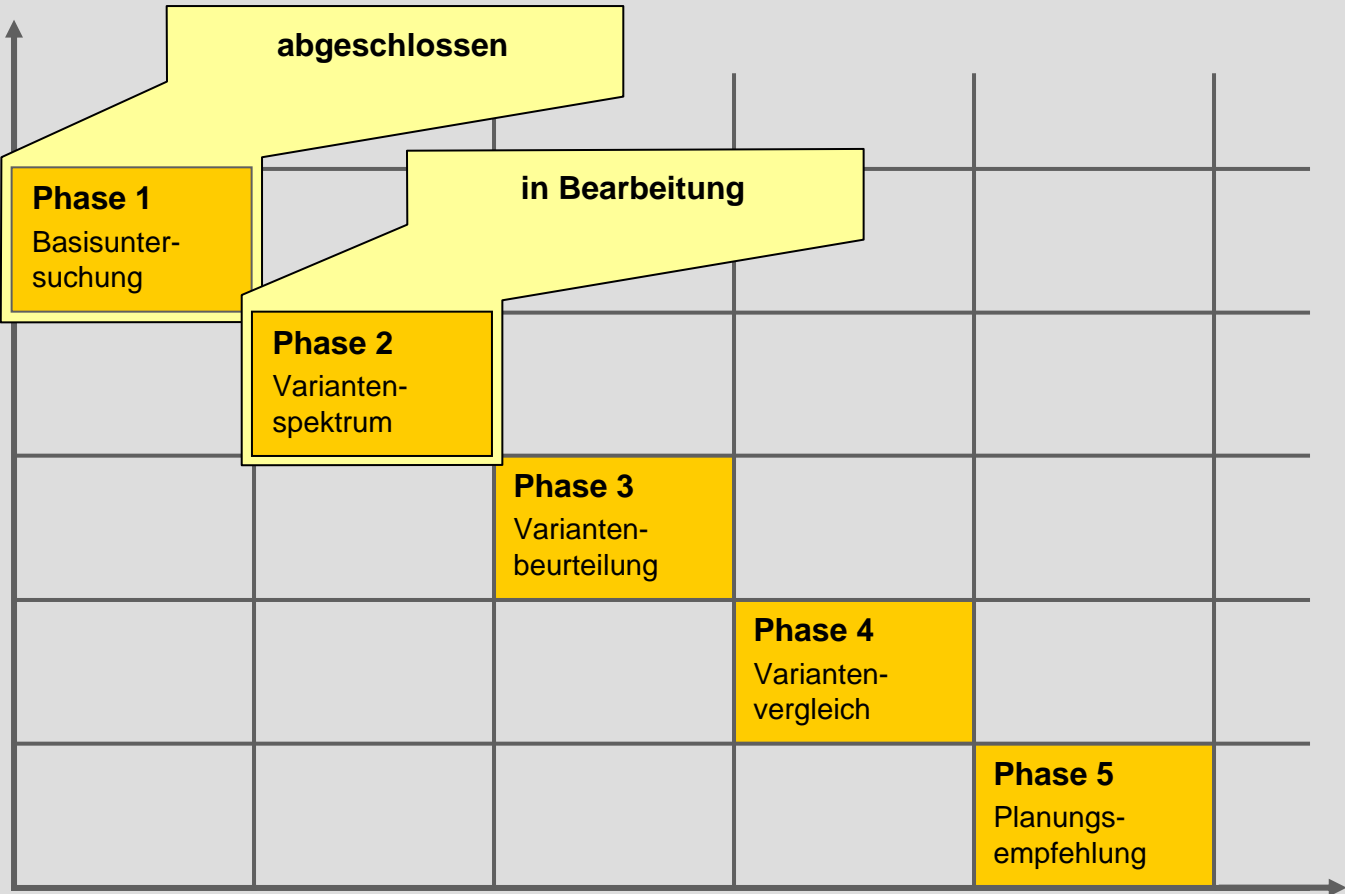 abgeschlossen
in Bearbeitung
Phase 1
Basisunter-
suchung
Phase 2
Varianten-
spektrum
Phase 3
Varianten-
beurteilung
Phase 4
Varianten-
vergleich
Phase 5
Planungs-
empfehlung